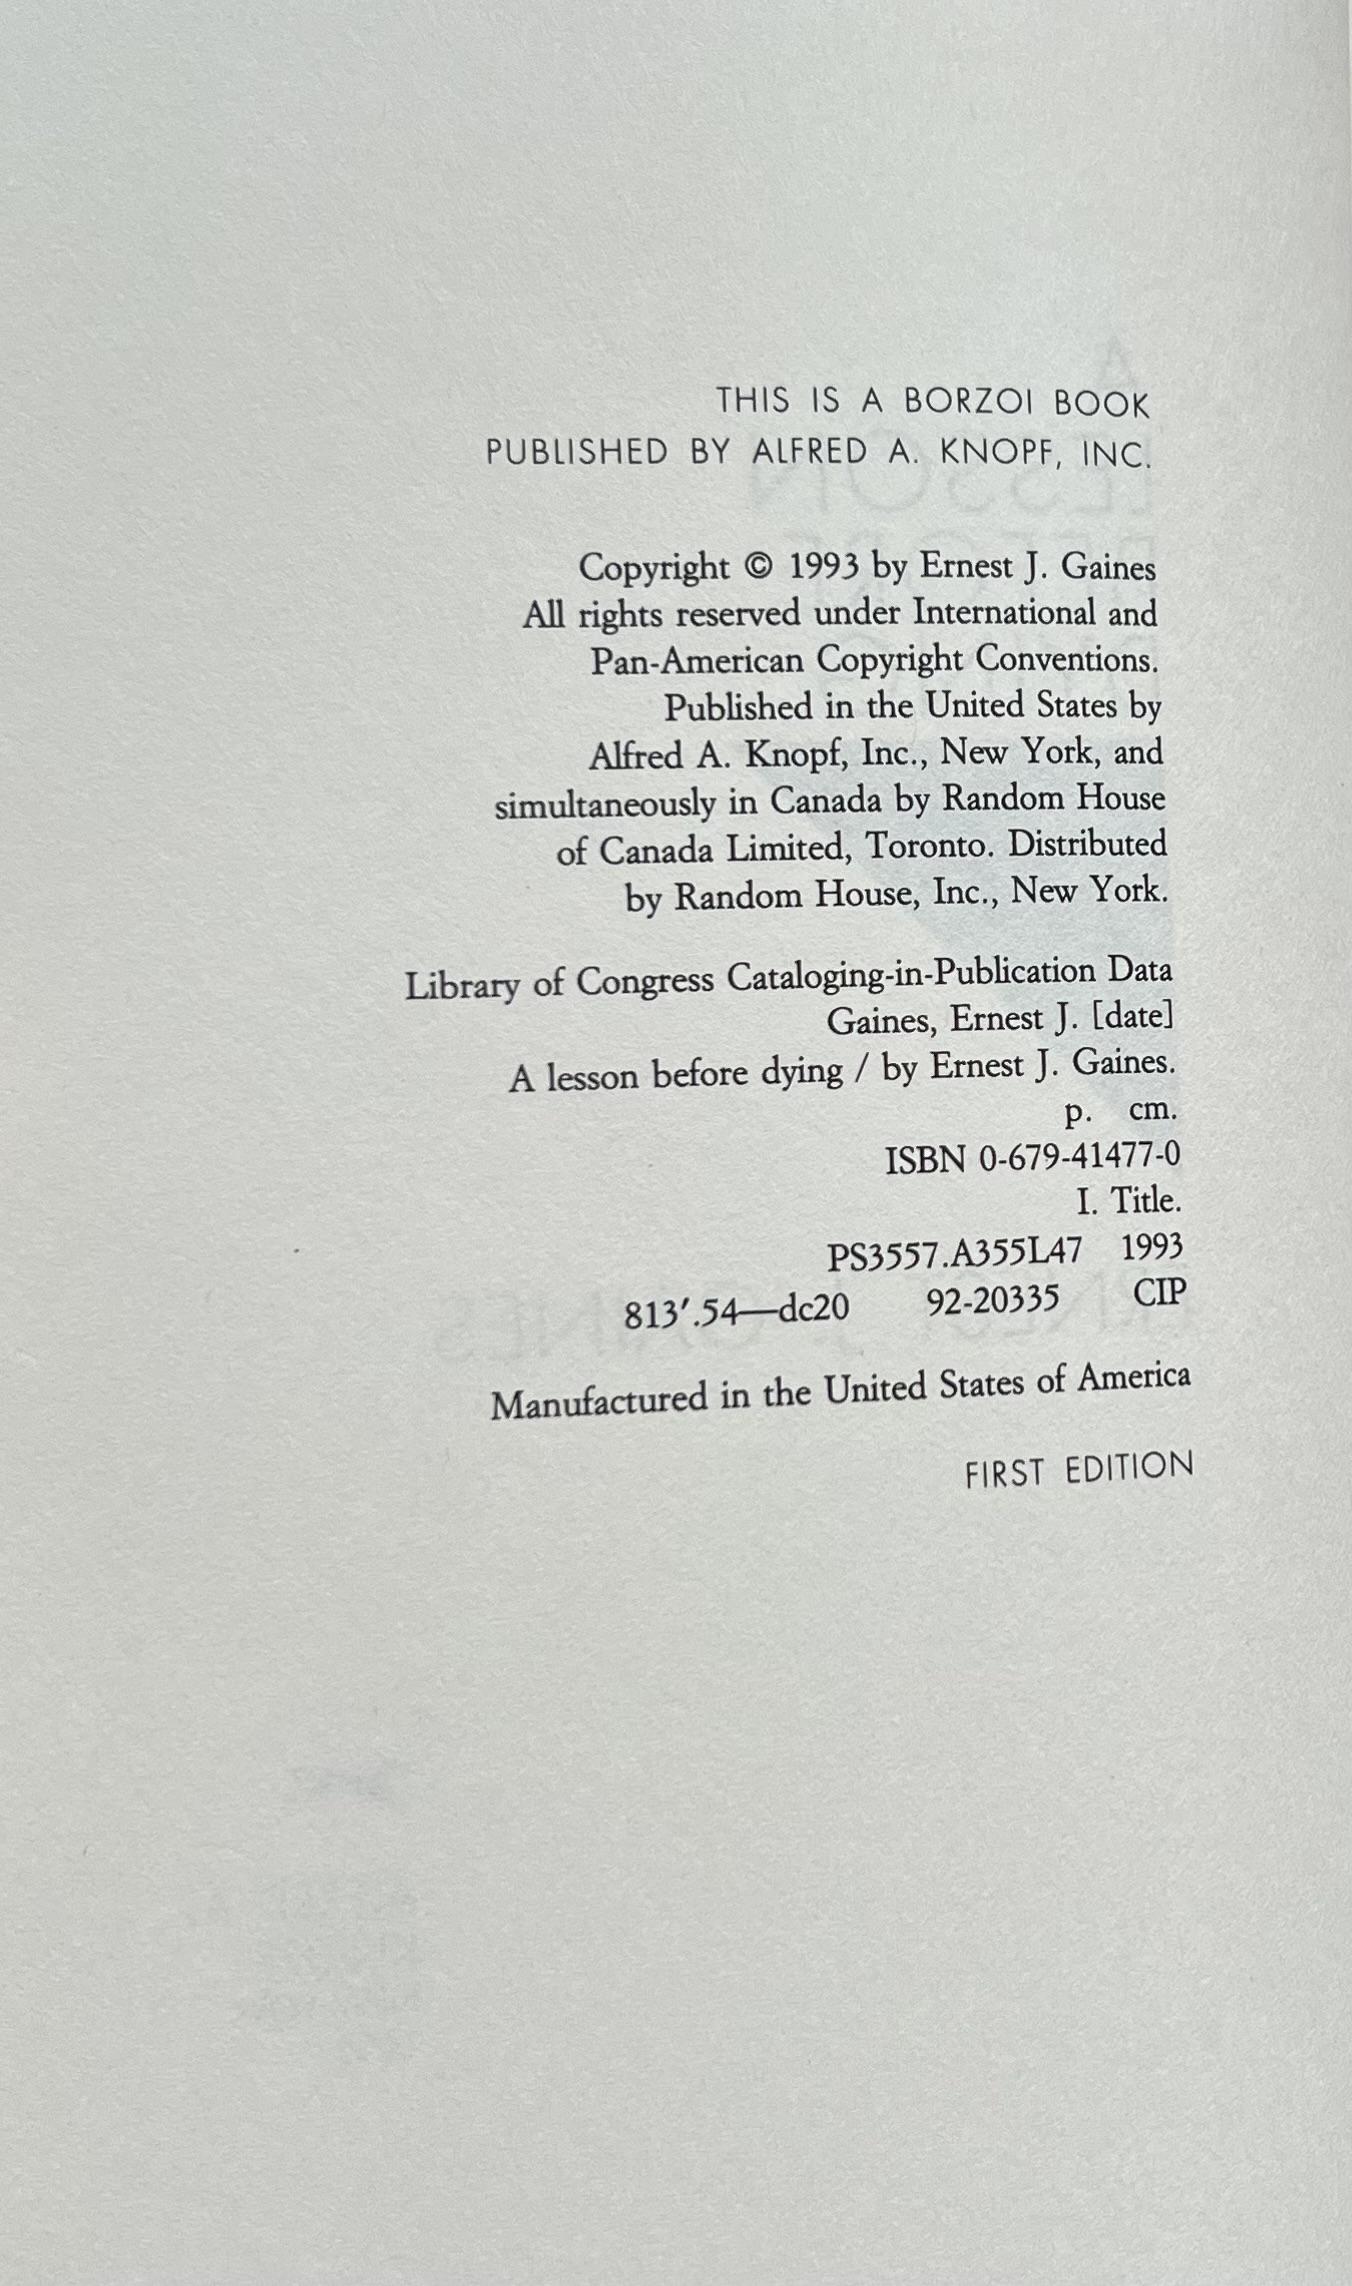 THIS IS A BORZOI BOOK
PUBLISHED BY ALFRED A. KNOPF, INC.
Copyright © 1993 by Ernest J. Gaines
All rights reserved under International and
Pan-American Copyright Conventions.
Published in the United States by
Alfred A. Knopf, Inc., New York, and
simultaneously in Canada by Random House
of Canada Limited, Toronto. Distributed
by Random House, Inc., New York.
Library of Congress Cataloging-in-Publication Data
Gaines, Ernest J. [date]
A lesson before dying / by Ernest J. Gaines.
p. cm.
ISBN 0-679-41477-0
I. Title.
PS3557.A355L47 1993
813′.54—dc20 92-20335 CIP
Manufactured in the United States of America
FIRST EDITION